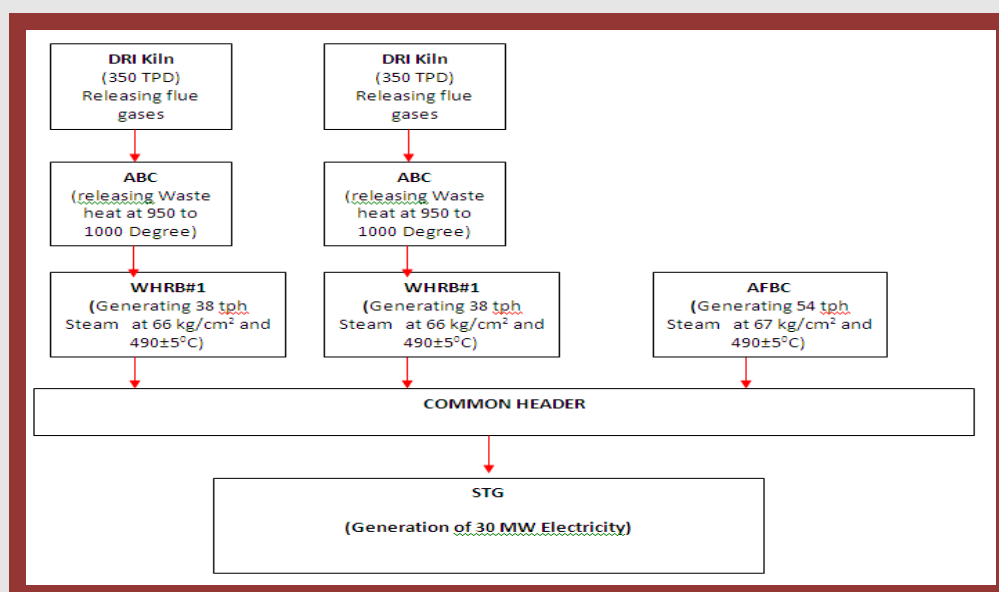 DRI Kiln
(350 TPD)
Releasing flue
gases
DRI Kiln
(350 TPD)
Releasing flue
gases
ABC
(releasing Waste
heat at 950 to
1000 Degree)
ABC
(releasing Waste
heat at 950 to
1000 Degree)
WHRB#1
(Generating 38 tph
Steam at 66 kg/cm² and
490±5°C)
WHRB#1
(Generating 38 tph
Steam at 66 kg/cm² and
490±5°C)
AFBC
(Generating 54 tph
Steam at 67 kg/cm² and
490±5°C)
COMMON HEADER
STG
(Generation of 30 MW Electricity)